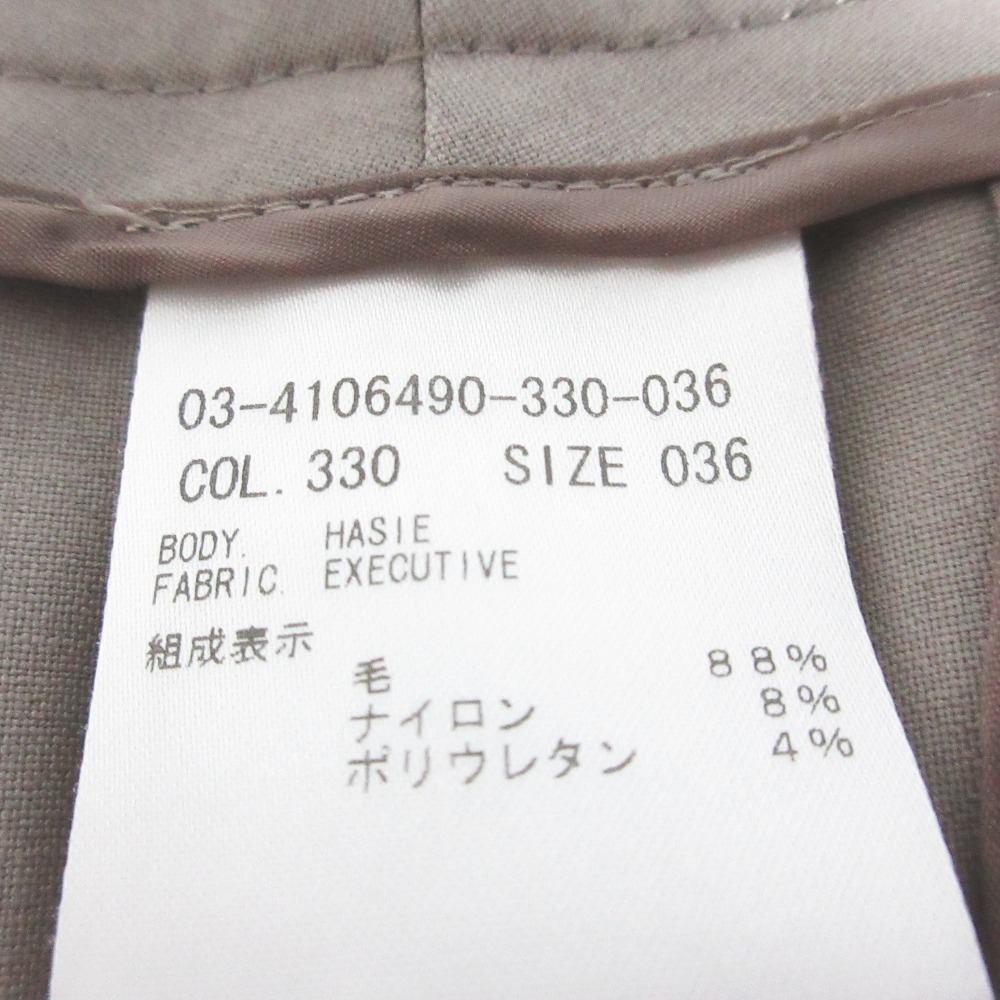 03-4106490-330-036
COL. 330 SIZE 036
BODY. HASIE
FABRIC. EXECUTIVE
組成表示
毛 88%
ナイロン 8%
ポリウレタン 4%